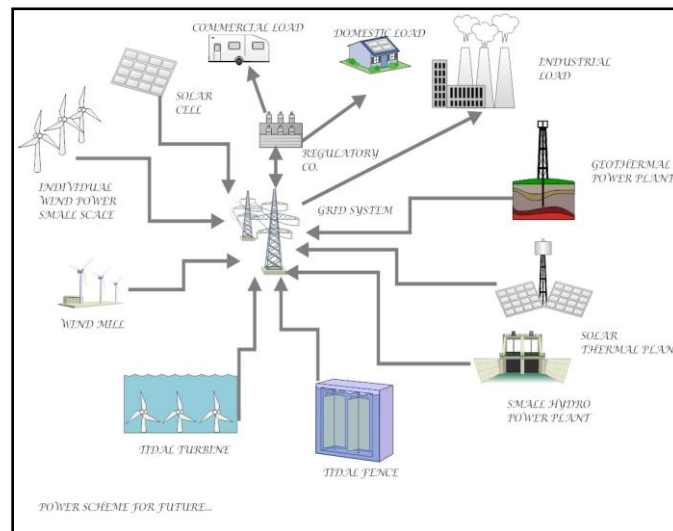 COMMERCIAL LOAD
DOMESTIC LOAD
INDUSTRIAL
LOAD
SOLAR
CELL
REGULATORY
CO.
GEOTHERMAL
POWER PLANT
INDIVIDUAL
WIND POWER
SMALL SCALE
GRID SYSTEM
WIND MILL
SOLAR
THERMAL PLANT
SMALL HYDRO
POWER PLANT
TIDAL TURBINE
TIDAL FENCE
POWER SCHEME FOR FUTURE...